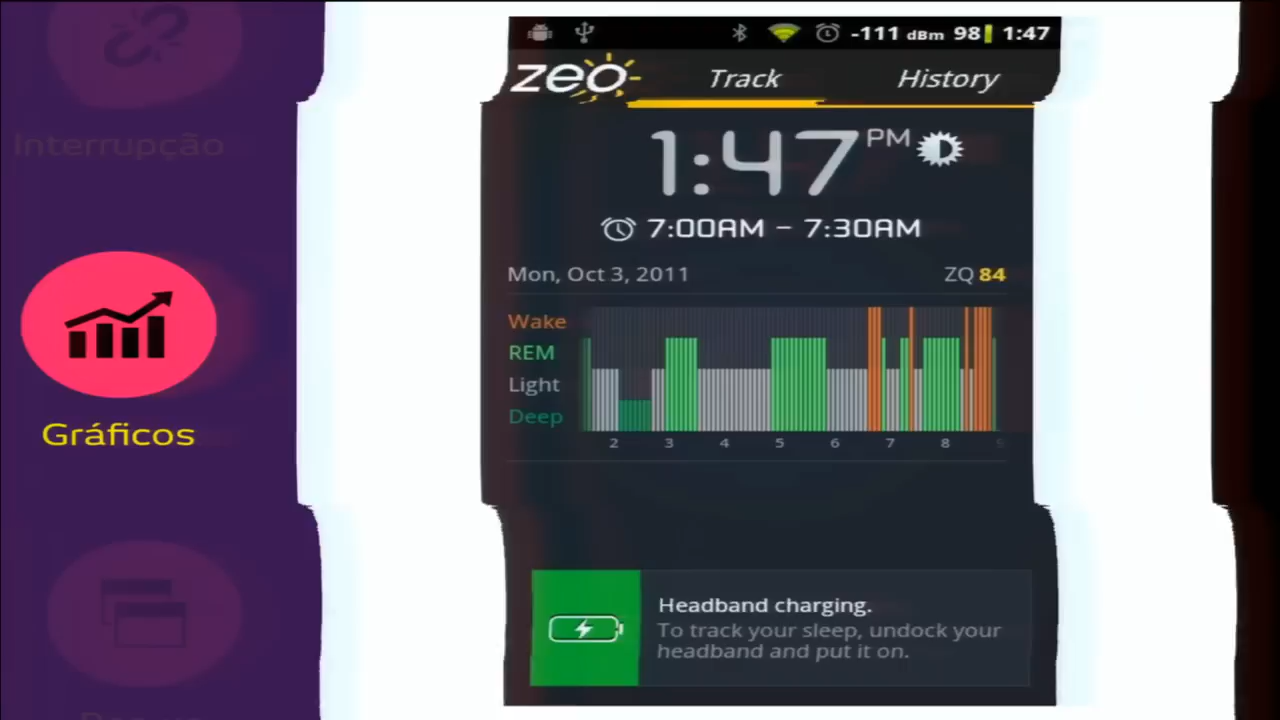 Interrupção
Gráficos
-111 dBm 98 1:47
zeo Track History
1:47 PM
7:00AM - 7:30AM
Mon, Oct 3, 2011 ZQ 84
Wake
REM
Light
Deep
2 3 4 5 6 7 8 9
Headband charging.
To track your sleep, undock your
headband and put it on.